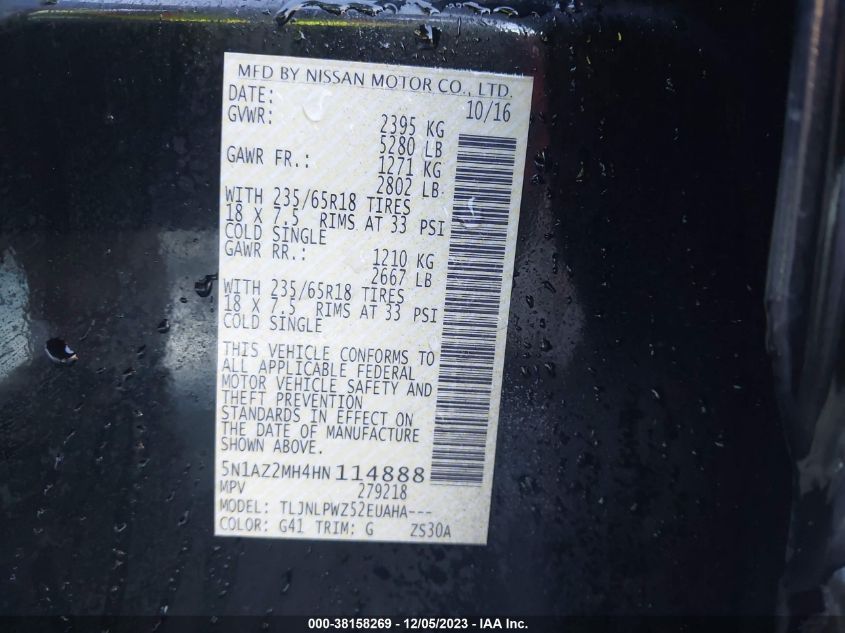 MFD BY NISSAN MOTOR CO., LTD.
DATE: 10/16
GVWR: 2395 KG
5280 LB
GAWR FR.: 1271 KG
2802 LB
WITH 235/65R18 TIRES
18 X 7.5 RIMS AT 33 PSI
COLD SINGLE
GAWR RR.: 1210 KG
2667 LB
WITH 235/65R18 TIRES
18 X 7.5 RIMS AT 33 PSI
COLD SINGLE
THIS VEHICLE CONFORMS TO
ALL APPLICABLE FEDERAL
MOTOR VEHICLE SAFETY AND
THEFT PREVENTION
STANDARDS IN EFFECT ON
THE DATE OF MANUFACTURE
SHOWN ABOVE.
5N1AZ2MH4HN114888
MPV 279218
MODEL: TLJNLPWZ52EUAHA---
COLOR: G41 TRIM: G ZS30A
000-38158269 - 12/05/2023 - IAA Inc.